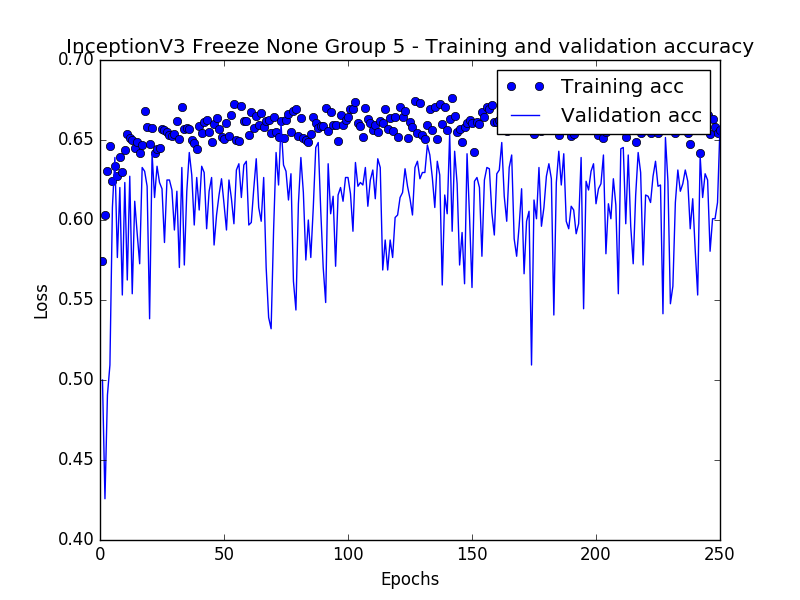 InceptionV3 Freeze None Group 5 - Training and validation accuracy
0.70
0.65
0.60
0.55
0.50
0.45
0.40
Loss
Training acc
Validation acc
0 50 100 150 200 250
Epochs